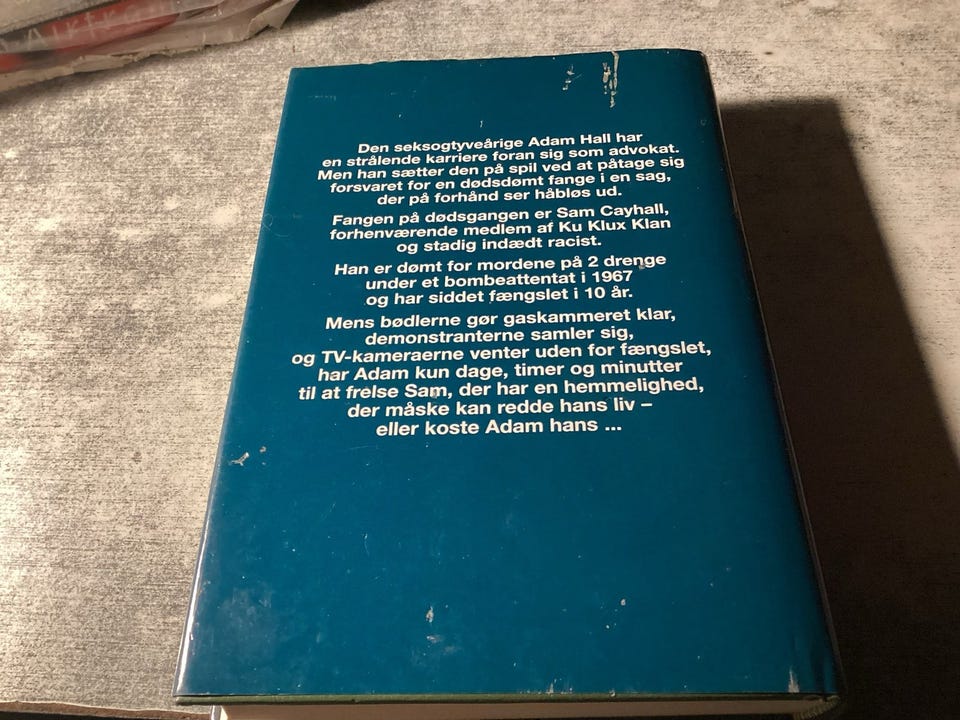 Den seksogtyveårige Adam Hall har
en strålende karriere foran sig som advokat.
Men han sætter den på spil ved at påtage sig
forsvaret for en dødsdømt fange i en sag,
der på forhånd ser håbløs ud.
Fangen på dødsgangen er Sam Cayhall,
forhenværende medlem af Ku Klux Klan
og stadig indædt racist.
Han er dømt for mordene på 2 drenge
under et bombeattentat i 1967
og har siddet fængslet i 10 år.
Mens bødlerne gør gaskammeret klar,
demonstranterne samler sig,
og TV-kameraerne venter uden for fængslet,
har Adam kun dage, timer og minutter
til at frelse Sam, der har en hemmelighed,
der måske kan redde hans liv –
eller koste Adam hans ...